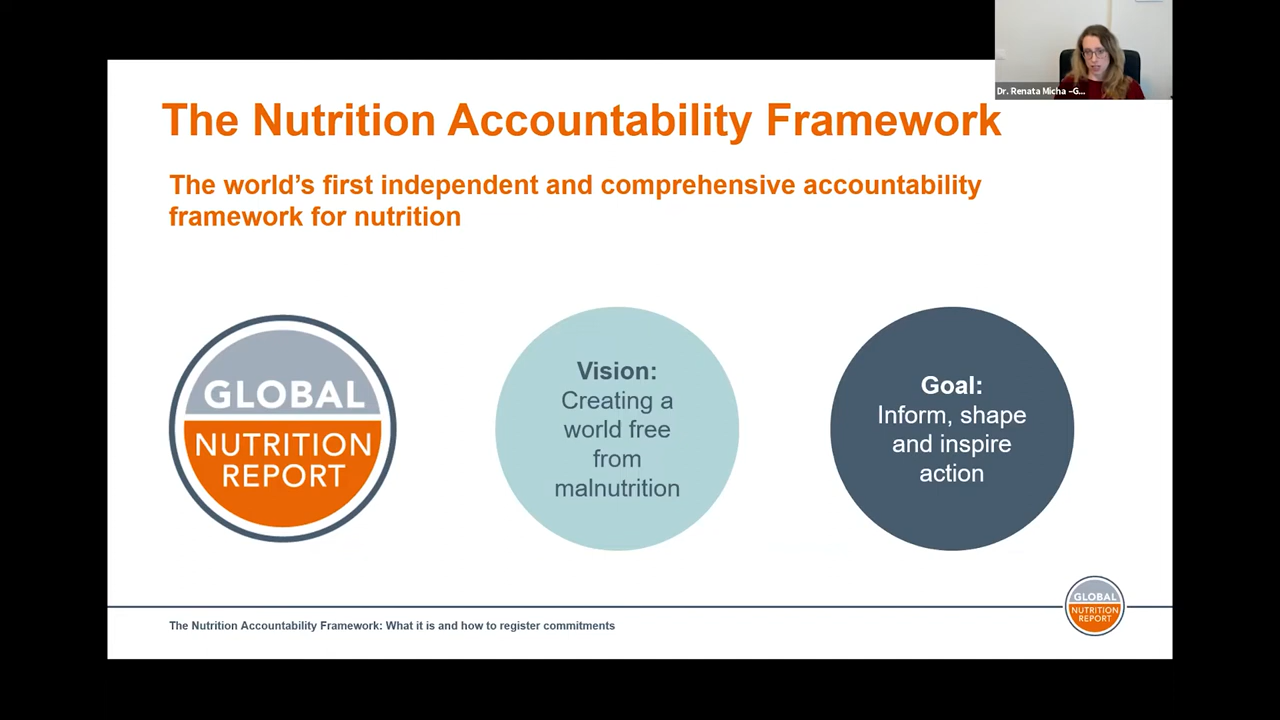 Dr. Renata Micha –G...
The Nutrition Accountability Framework
The world’s first independent and comprehensive accountability
framework for nutrition
GLOBAL
NUTRITION
REPORT
Vision:
Creating a
world free
from
malnutrition
Goal:
Inform, shape
and inspire
action
The Nutrition Accountability Framework: What it is and how to register commitments
GLOBAL
NUTRITION
REPORT